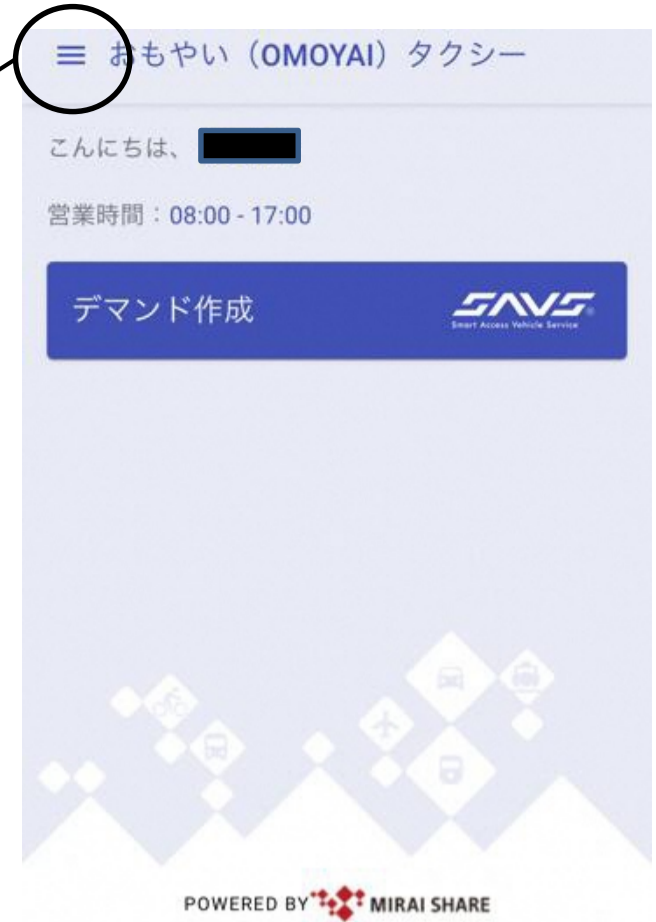 おもやい（OMOYAI）タクシー
こんにちは、
営業時間：08:00 - 17:00
デマンド作成
SAVS®
Smart Access Vehicle Service
POWERED BY MIRAI SHARE